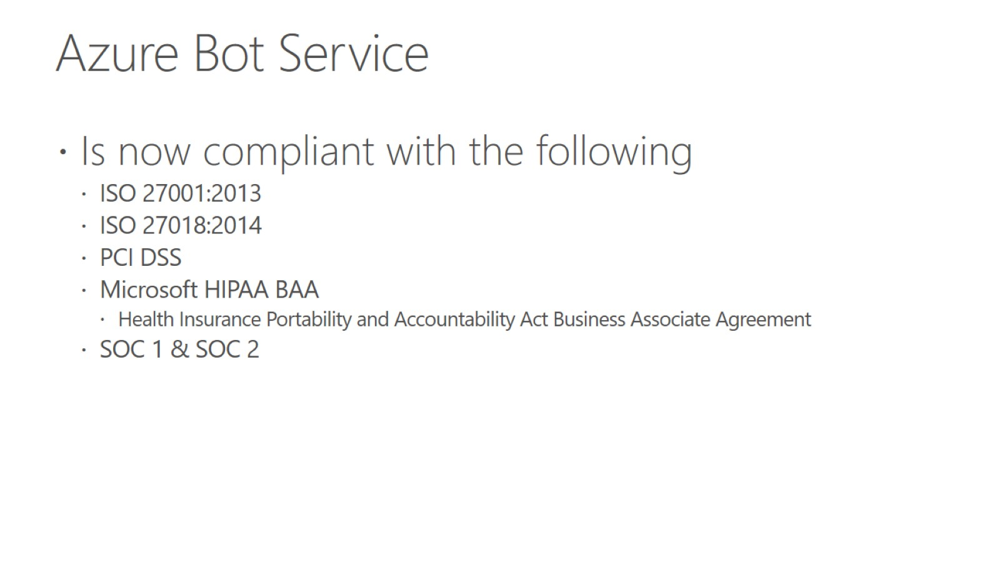 Azure Bot Service
· Is now compliant with the following
· ISO 27001:2013
· ISO 27018:2014
· PCI DSS
· Microsoft HIPAA BAA
· Health Insurance Portability and Accountability Act Business Associate Agreement
· SOC 1 & SOC 2